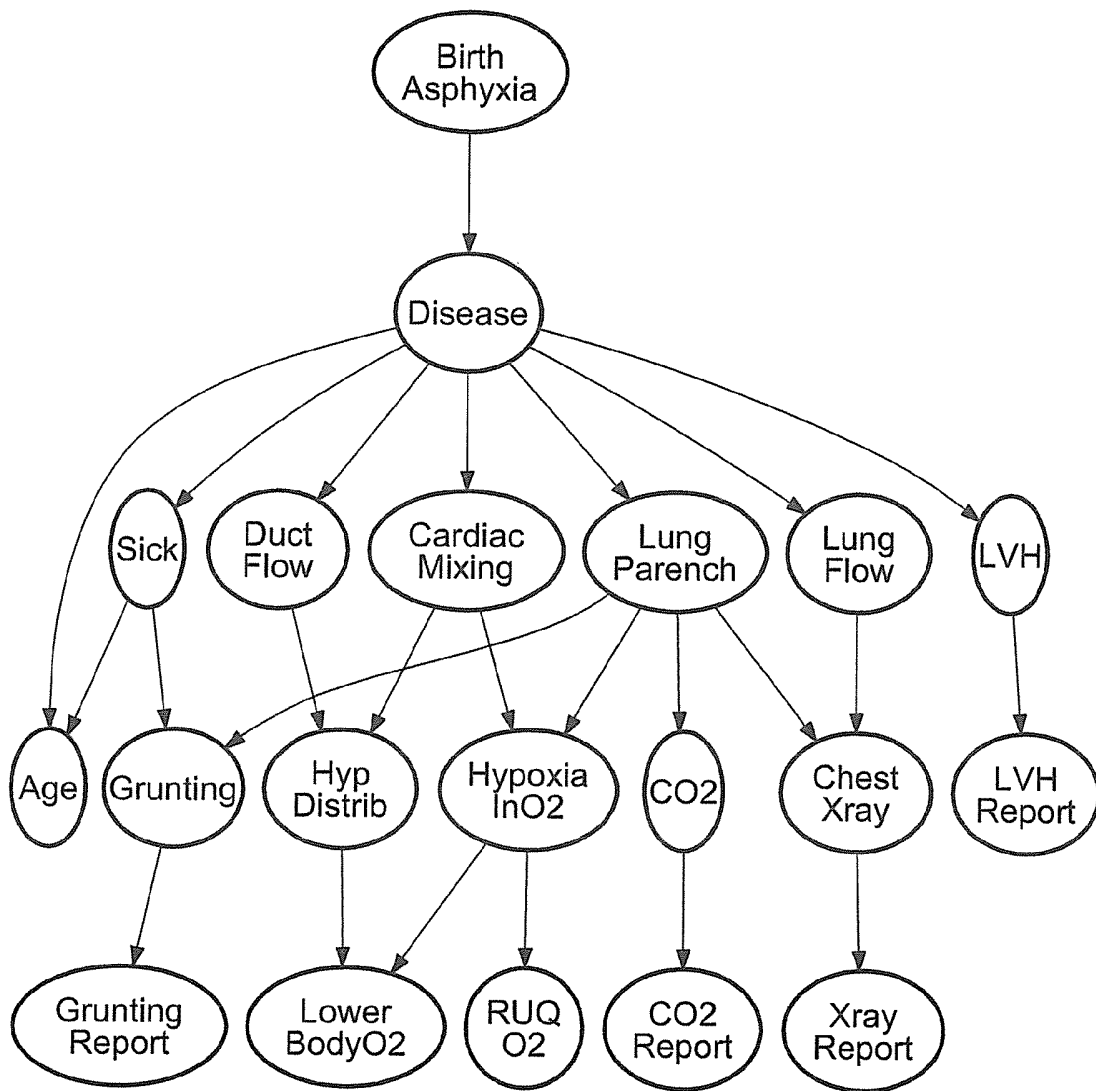 Birth
Asphyxia
Disease
Sick
Duct
Flow
Cardiac
Mixing
Lung
Parench
Lung
Flow
LVH
Age
Grunting
Hyp
Distrib
Hypoxia
InO2
CO2
Chest
Xray
LVH
Report
Grunting
Report
Lower
BodyO2
RUQ
O2
CO2
Report
Xray
Report